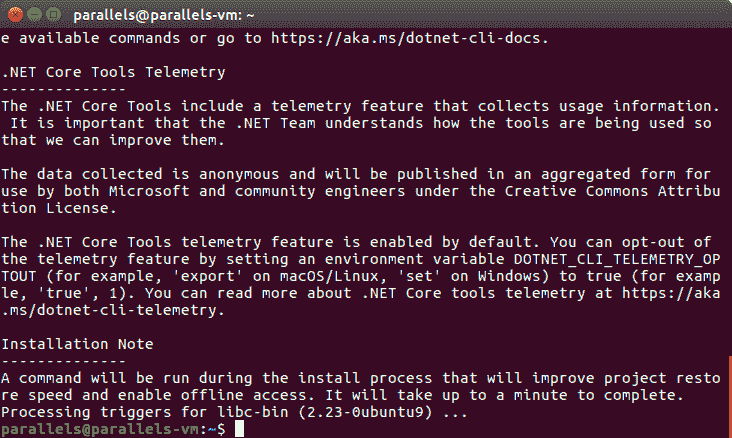 parallels@parallels-vm: ~
e available commands or go to https://aka.ms/dotnet-cli-docs.
.NET Core Tools Telemetry
--------------
The .NET Core Tools include a telemetry feature that collects usage information.
 It is important that the .NET Team understands how the tools are being used so
that we can improve them.
The data collected is anonymous and will be published in an aggregated form for
use by both Microsoft and community engineers under the Creative Commons Attribu
tion License.
The .NET Core Tools telemetry feature is enabled by default. You can opt-out of
the telemetry feature by setting an environment variable DOTNET_CLI_TELEMETRY_OP
TOUT (for example, 'export' on macOS/Linux, 'set' on Windows) to true (for examp
le, 'true', 1). You can read more about .NET Core tools telemetry at https://aka
.ms/dotnet-cli-telemetry.
Installation Note
--------------
A command will be run during the install process that will improve project resto
re speed and enable offline access. It will take up to a minute to complete.
Processing triggers for libc-bin (2.23-0ubuntu9) ...
parallels@parallels-vm:~$